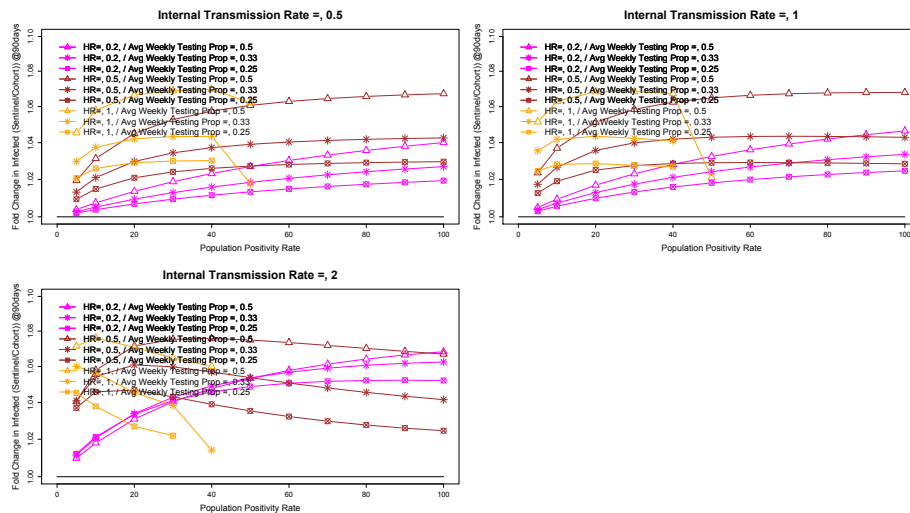 Internal Transmission Rate =, 0.5
Fold Change in Infected (Sentinel/Cohort)) @90days
1.00 1.02 1.04 1.06 1.08 1.10
HR=, 0.2, / Avg Weekly Testing Prop =, 0.5
HR=, 0.2, / Avg Weekly Testing Prop =, 0.33
HR=, 0.2, / Avg Weekly Testing Prop =, 0.25
HR=, 0.5, / Avg Weekly Testing Prop =, 0.5
HR=, 0.5, / Avg Weekly Testing Prop =, 0.33
HR=, 0.5, / Avg Weekly Testing Prop =, 0.25
HR=, 1, / Avg Weekly Testing Prop =, 0.5
HR=, 1, / Avg Weekly Testing Prop =, 0.33
HR=, 1, / Avg Weekly Testing Prop =, 0.25
0 20 40 60 80 100
Population Positivity Rate
Internal Transmission Rate =, 1
Fold Change in Infected (Sentinel/Cohort)) @90days
1.00 1.02 1.04 1.06 1.08 1.10
HR=, 0.2, / Avg Weekly Testing Prop =, 0.5
HR=, 0.2, / Avg Weekly Testing Prop =, 0.33
HR=, 0.2, / Avg Weekly Testing Prop =, 0.25
HR=, 0.5, / Avg Weekly Testing Prop =, 0.5
HR=, 0.5, / Avg Weekly Testing Prop =, 0.33
HR=, 0.5, / Avg Weekly Testing Prop =, 0.25
HR=, 1, / Avg Weekly Testing Prop =, 0.5
HR=, 1, / Avg Weekly Testing Prop =, 0.33
HR=, 1, / Avg Weekly Testing Prop =, 0.25
0 20 40 60 80 100
Population Positivity Rate
Internal Transmission Rate =, 2
Fold Change in Infected (Sentinel/Cohort)) @90days
1.00 1.02 1.04 1.06 1.08 1.10
HR=, 0.2, / Avg Weekly Testing Prop =, 0.5
HR=, 0.2, / Avg Weekly Testing Prop =, 0.33
HR=, 0.2, / Avg Weekly Testing Prop =, 0.25
HR=, 0.5, / Avg Weekly Testing Prop =, 0.5
HR=, 0.5, / Avg Weekly Testing Prop =, 0.33
HR=, 0.5, / Avg Weekly Testing Prop =, 0.25
HR=, 1, / Avg Weekly Testing Prop =, 0.5
HR=, 1, / Avg Weekly Testing Prop =, 0.33
HR=, 1, / Avg Weekly Testing Prop =, 0.25
0 20 40 60 80 100
Population Positivity Rate